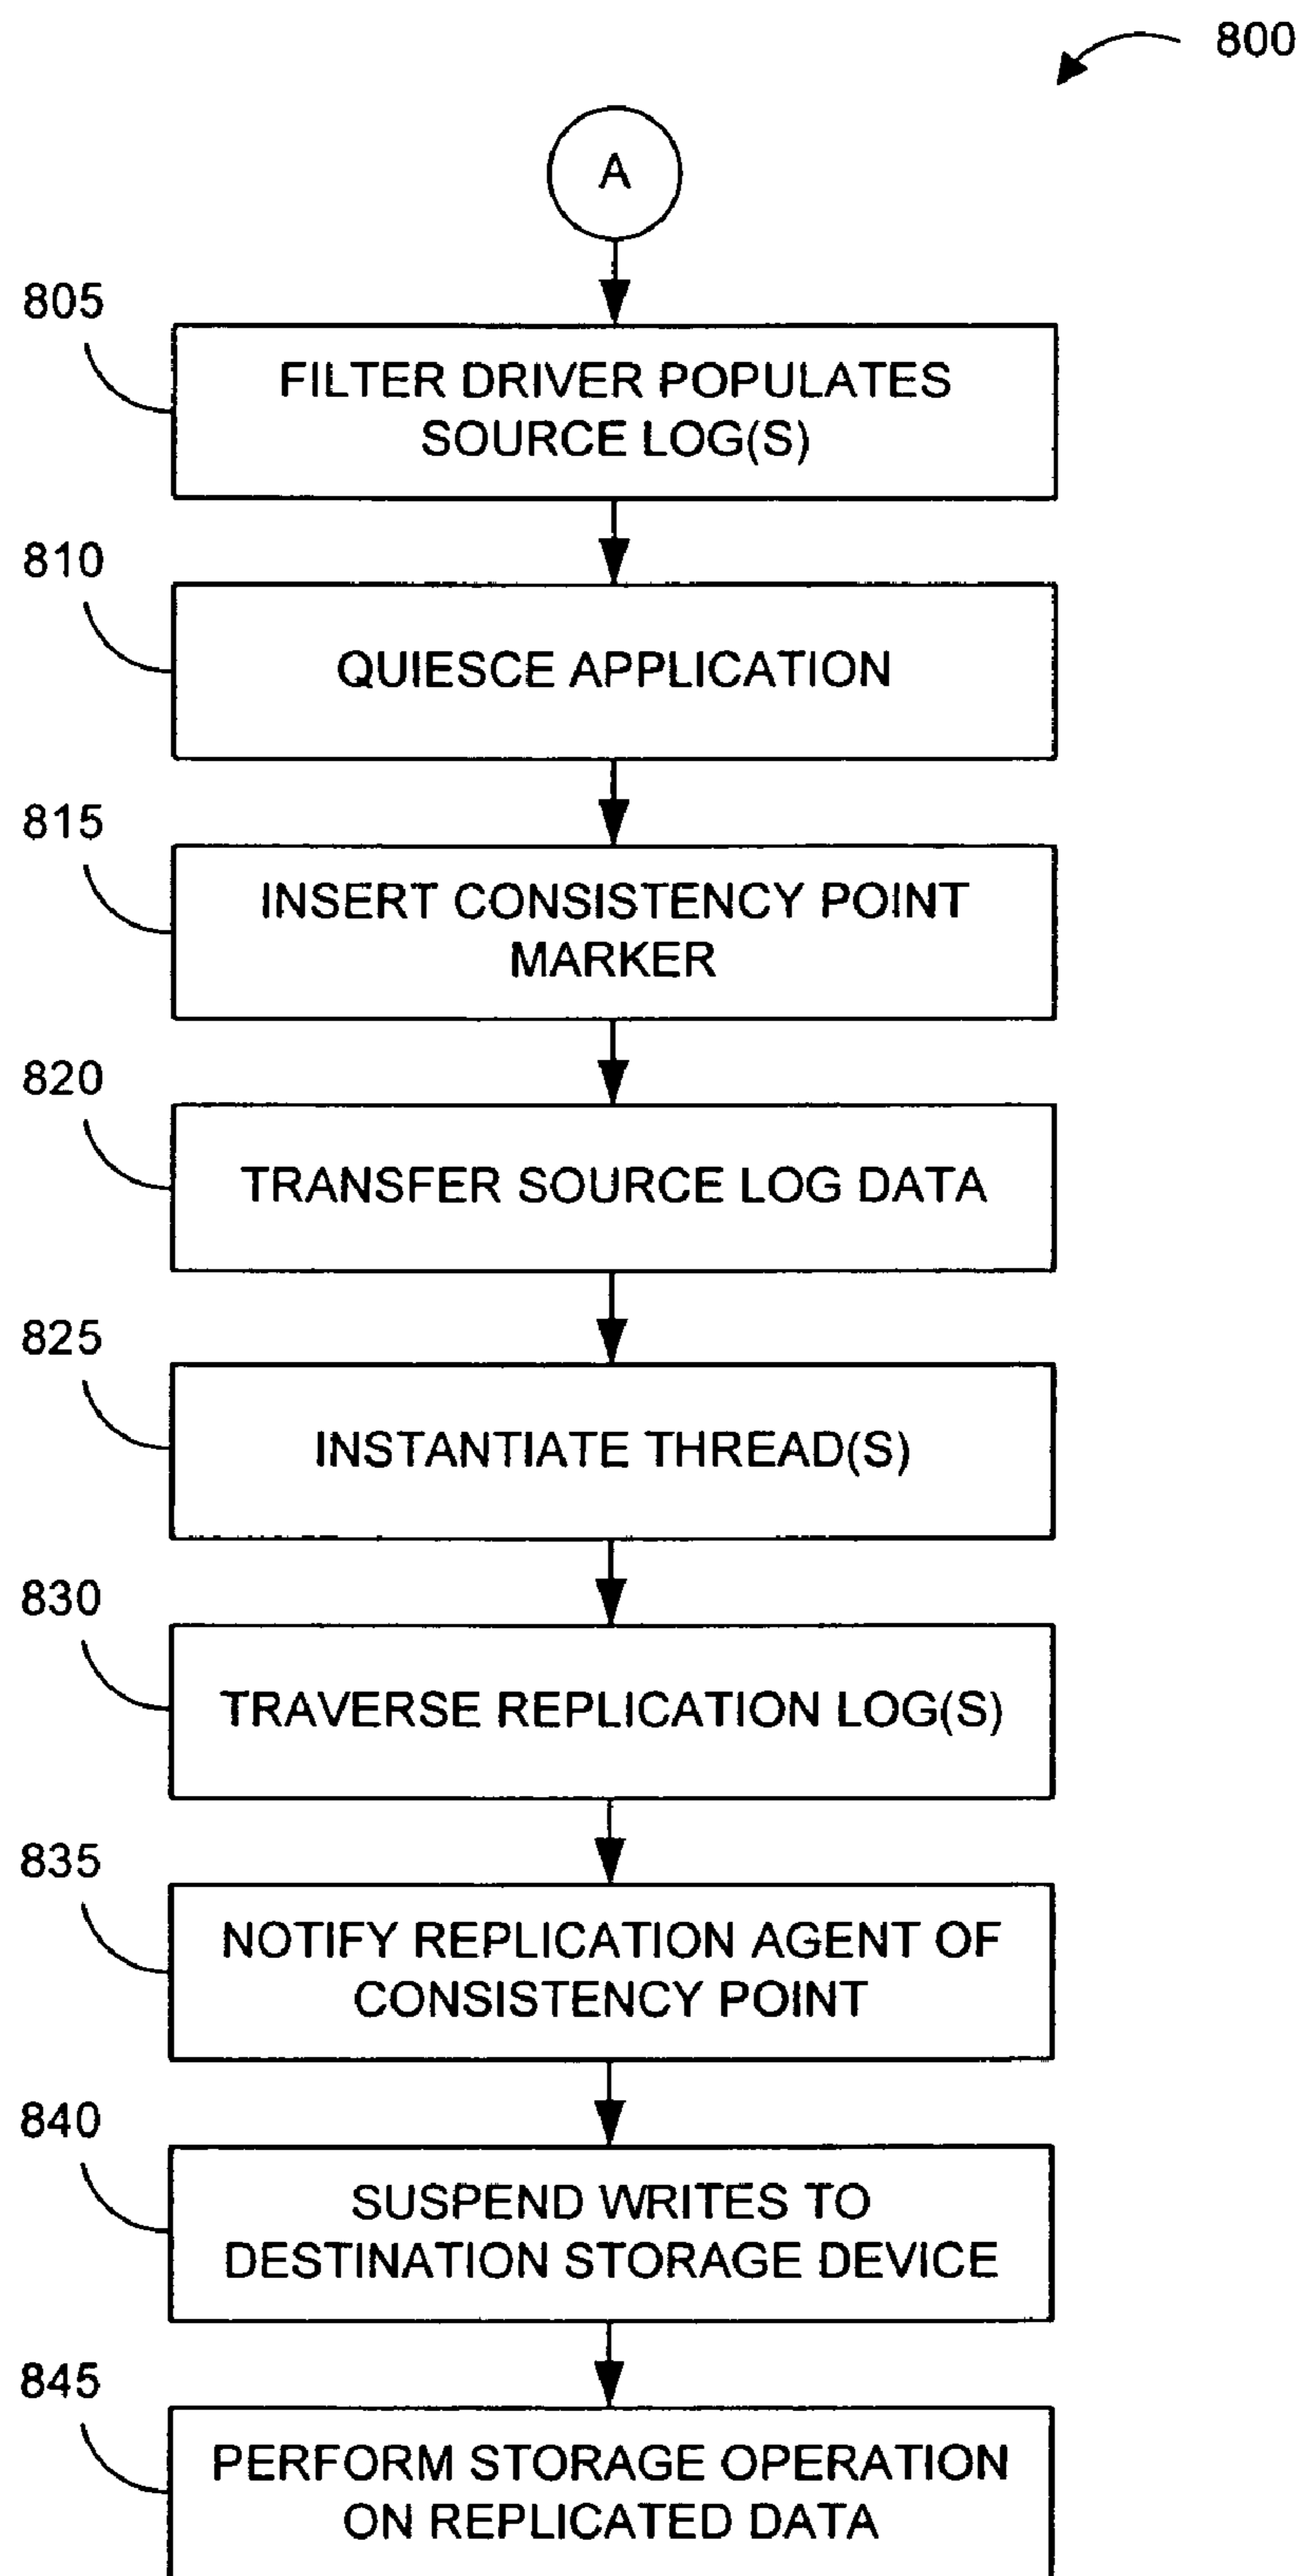 800
A
805
FILTER DRIVER POPULATES
SOURCE LOG(S)
810
QUIESCE APPLICATION
815
INSERT CONSISTENCY POINT
MARKER
820
TRANSFER SOURCE LOG DATA
825
INSTANTIATE THREAD(S)
830
TRAVERSE REPLICATION LOG(S)
835
NOTIFY REPLICATION AGENT OF
CONSISTENCY POINT
840
SUSPEND WRITES TO
DESTINATION STORAGE DEVICE
845
PERFORM STORAGE OPERATION
ON REPLICATED DATA